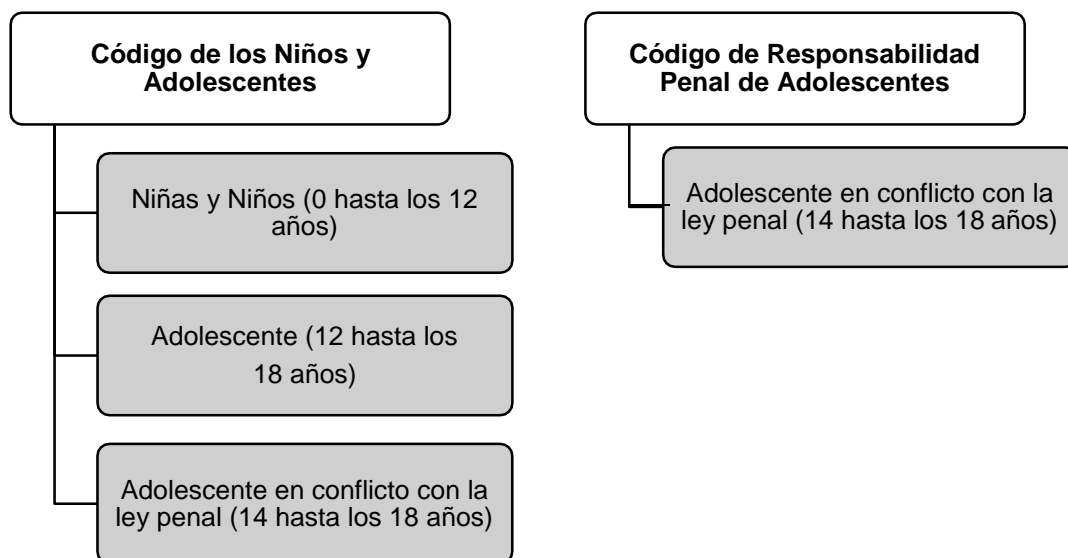 Código de los Niños y
Adolescentes
Niñas y Niños (0 hasta los 12
años)
Adolescente (12 hasta los
18 años)
Adolescente en conflicto con la
ley penal (14 hasta los 18 años)
Código de Responsabilidad
Penal de Adolescentes
Adolescente en conflicto con la
ley penal (14 hasta los 18 años)